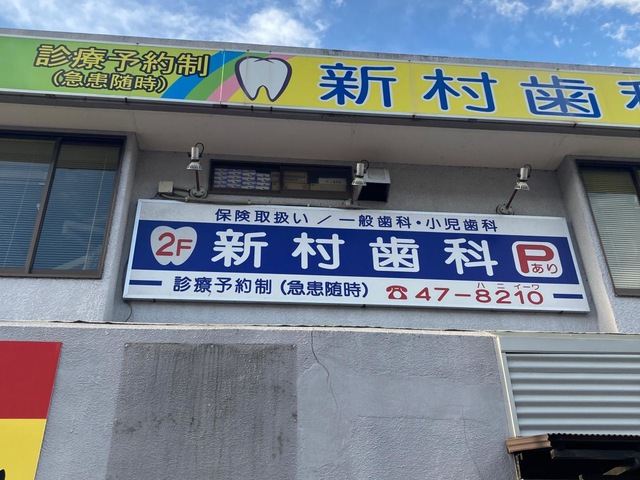 診療予約制
(急患随時)
新村歯科
保険取扱い/一般歯科・小児歯科
2F
新村歯科
Pあり
診療予約制(急患随時)
ハニイーワ
☎47-8210